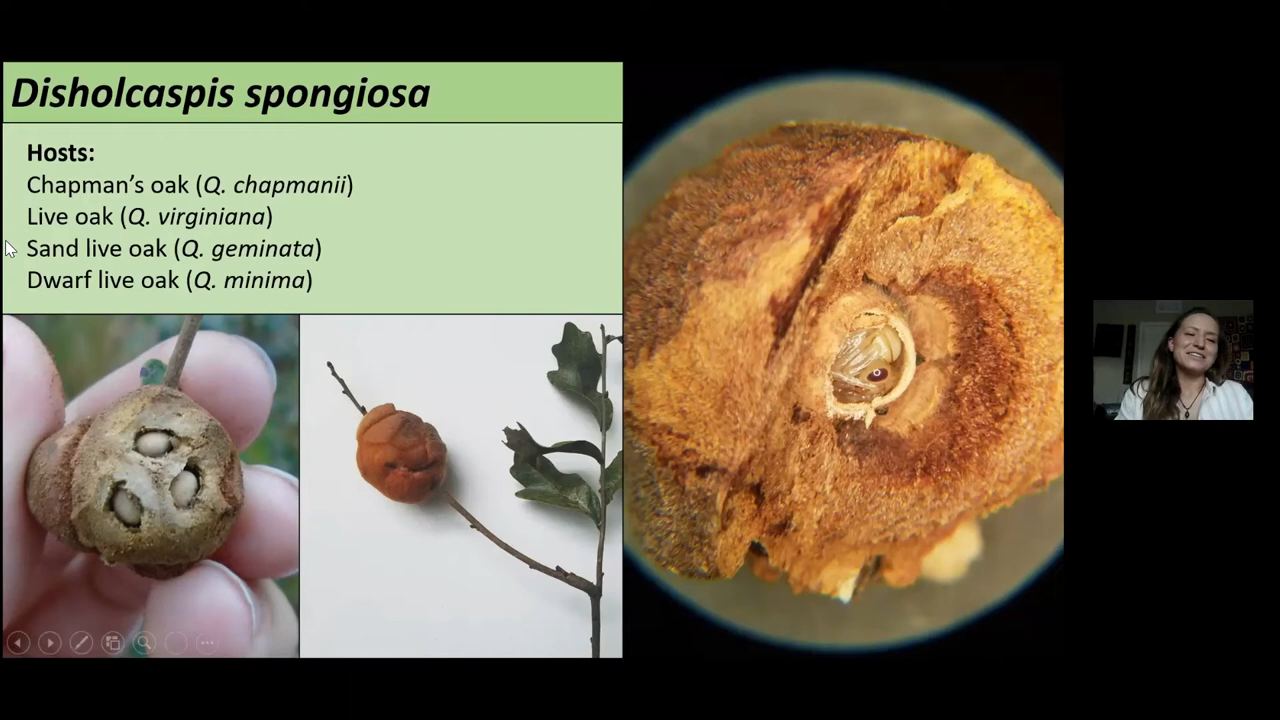 Disholcaspis spongiosa
Hosts:
Chapman's oak (Q. chapmanii)
Live oak (Q. virginiana)
Sand live oak (Q. geminata)
Dwarf live oak (Q. minima)